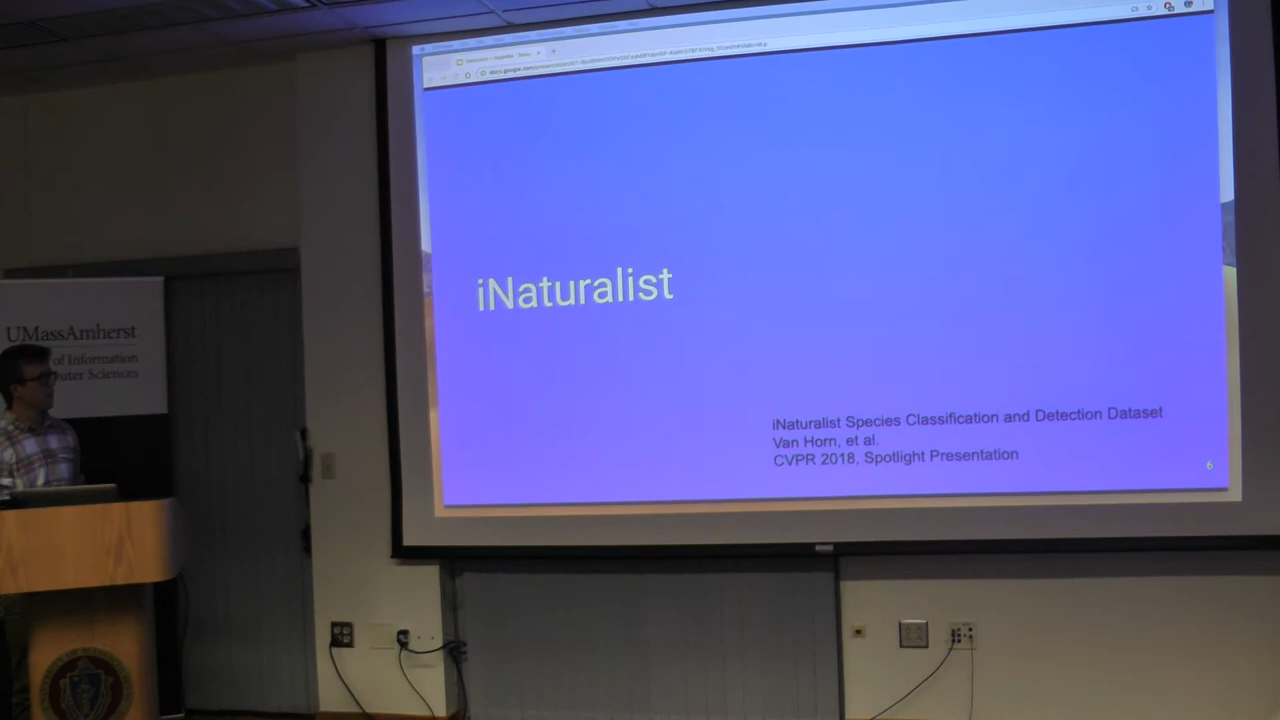 iNaturalist
iNaturalist Species Classification and Detection Dataset
Van Horn, et al.
CVPR 2018, Spotlight Presentation
6
UMassAmherst
of Information
uter Sciences